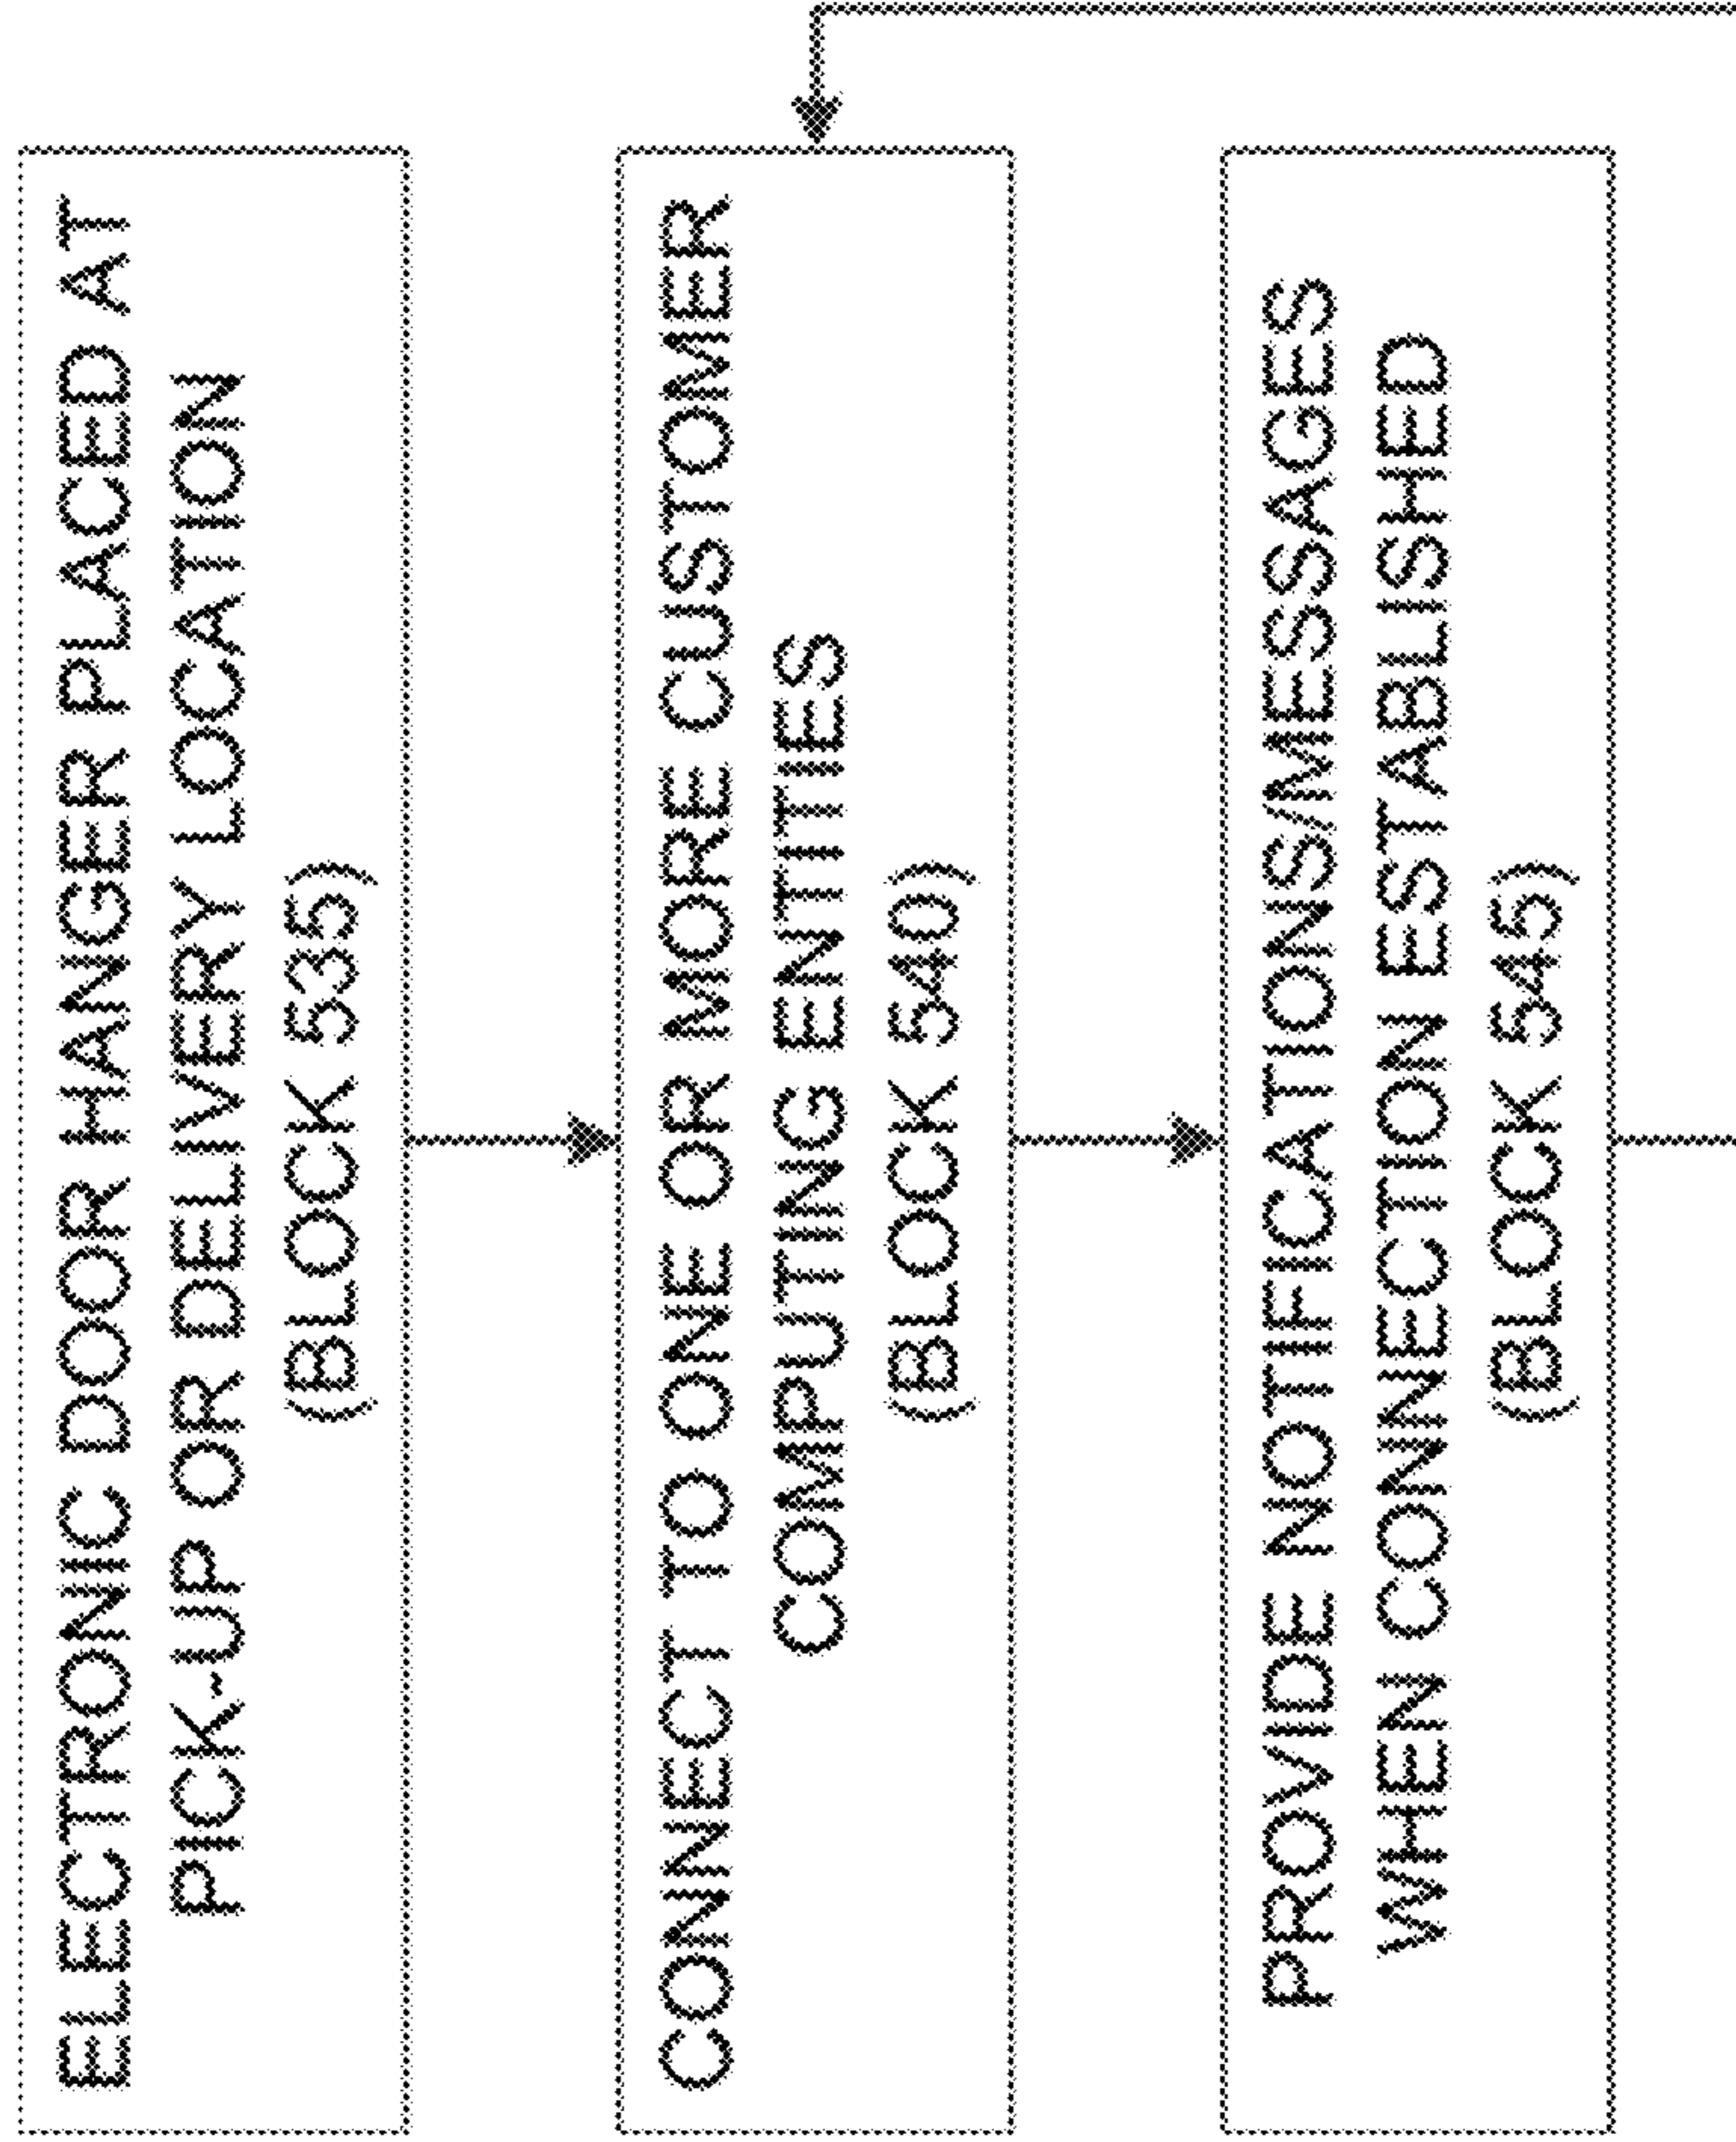 ELECTRONIC DOOR HANGER PLACED AT
PICK-UP OR DELIVERY LOCATION
(BLOCK 535)
CONNECT TO ONE OR MORE CUSTOMER
COMPUTING ENTITIES
(BLOCK 540)
PROVIDE NOTIFICATIONS/MESSAGES
WHEN CONNECTION ESTABLISHED
(BLOCK 545)